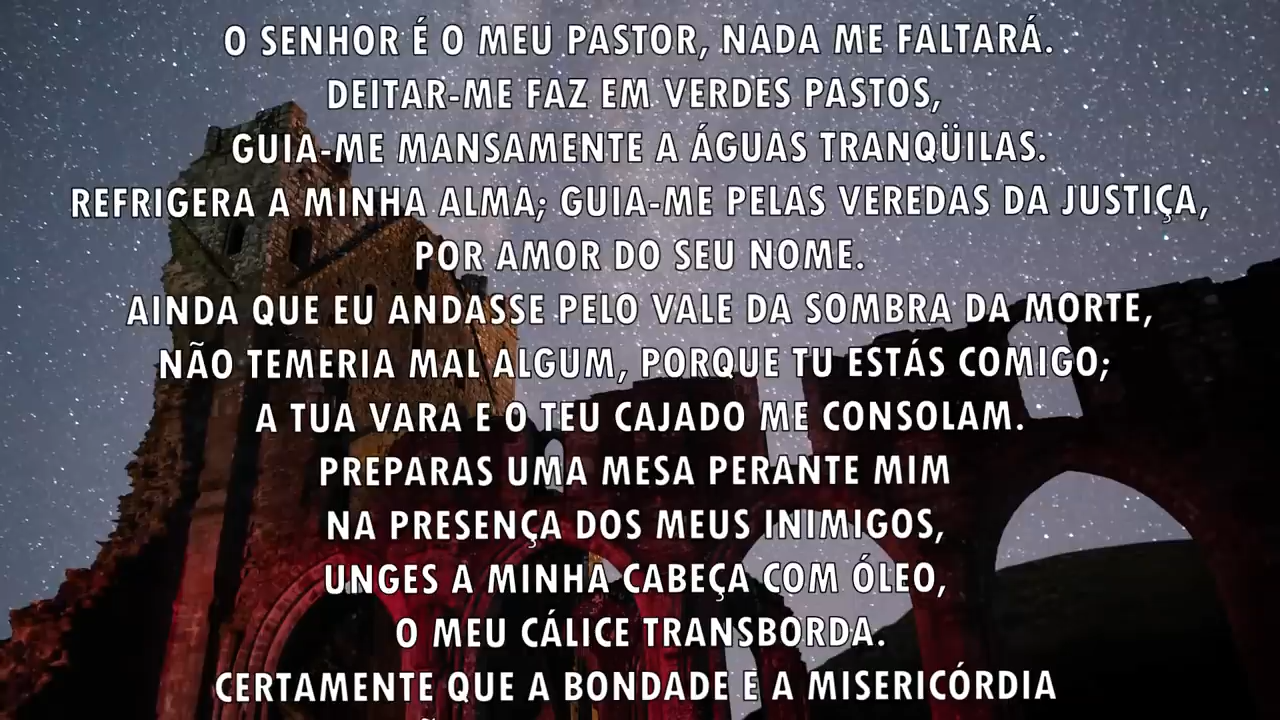 O SENHOR É O MEU PASTOR, NADA ME FALTARÁ.
DEITAR-ME FAZ EM VERDES PASTOS,
GUIA-ME MANSAMENTE A ÁGUAS TRANQÜILAS.
REFRIGERA A MINHA ALMA; GUIA-ME PELAS VEREDAS DA JUSTIÇA,
POR AMOR DO SEU NOME.
AINDA QUE EU ANDASSE PELO VALE DA SOMBRA DA MORTE,
NÃO TEMERIA MAL ALGUM, PORQUE TU ESTÁS COMIGO;
A TUA VARA E O TEU CAJADO ME CONSOLAM.
PREPARAS UMA MESA PERANTE MIM
NA PRESENÇA DOS MEUS INIMIGOS,
UNGES A MINHA CABEÇA COM ÓLEO,
O MEU CÁLICE TRANSBORDA.
CERTAMENTE QUE A BONDADE E A MISERICÓRDIA